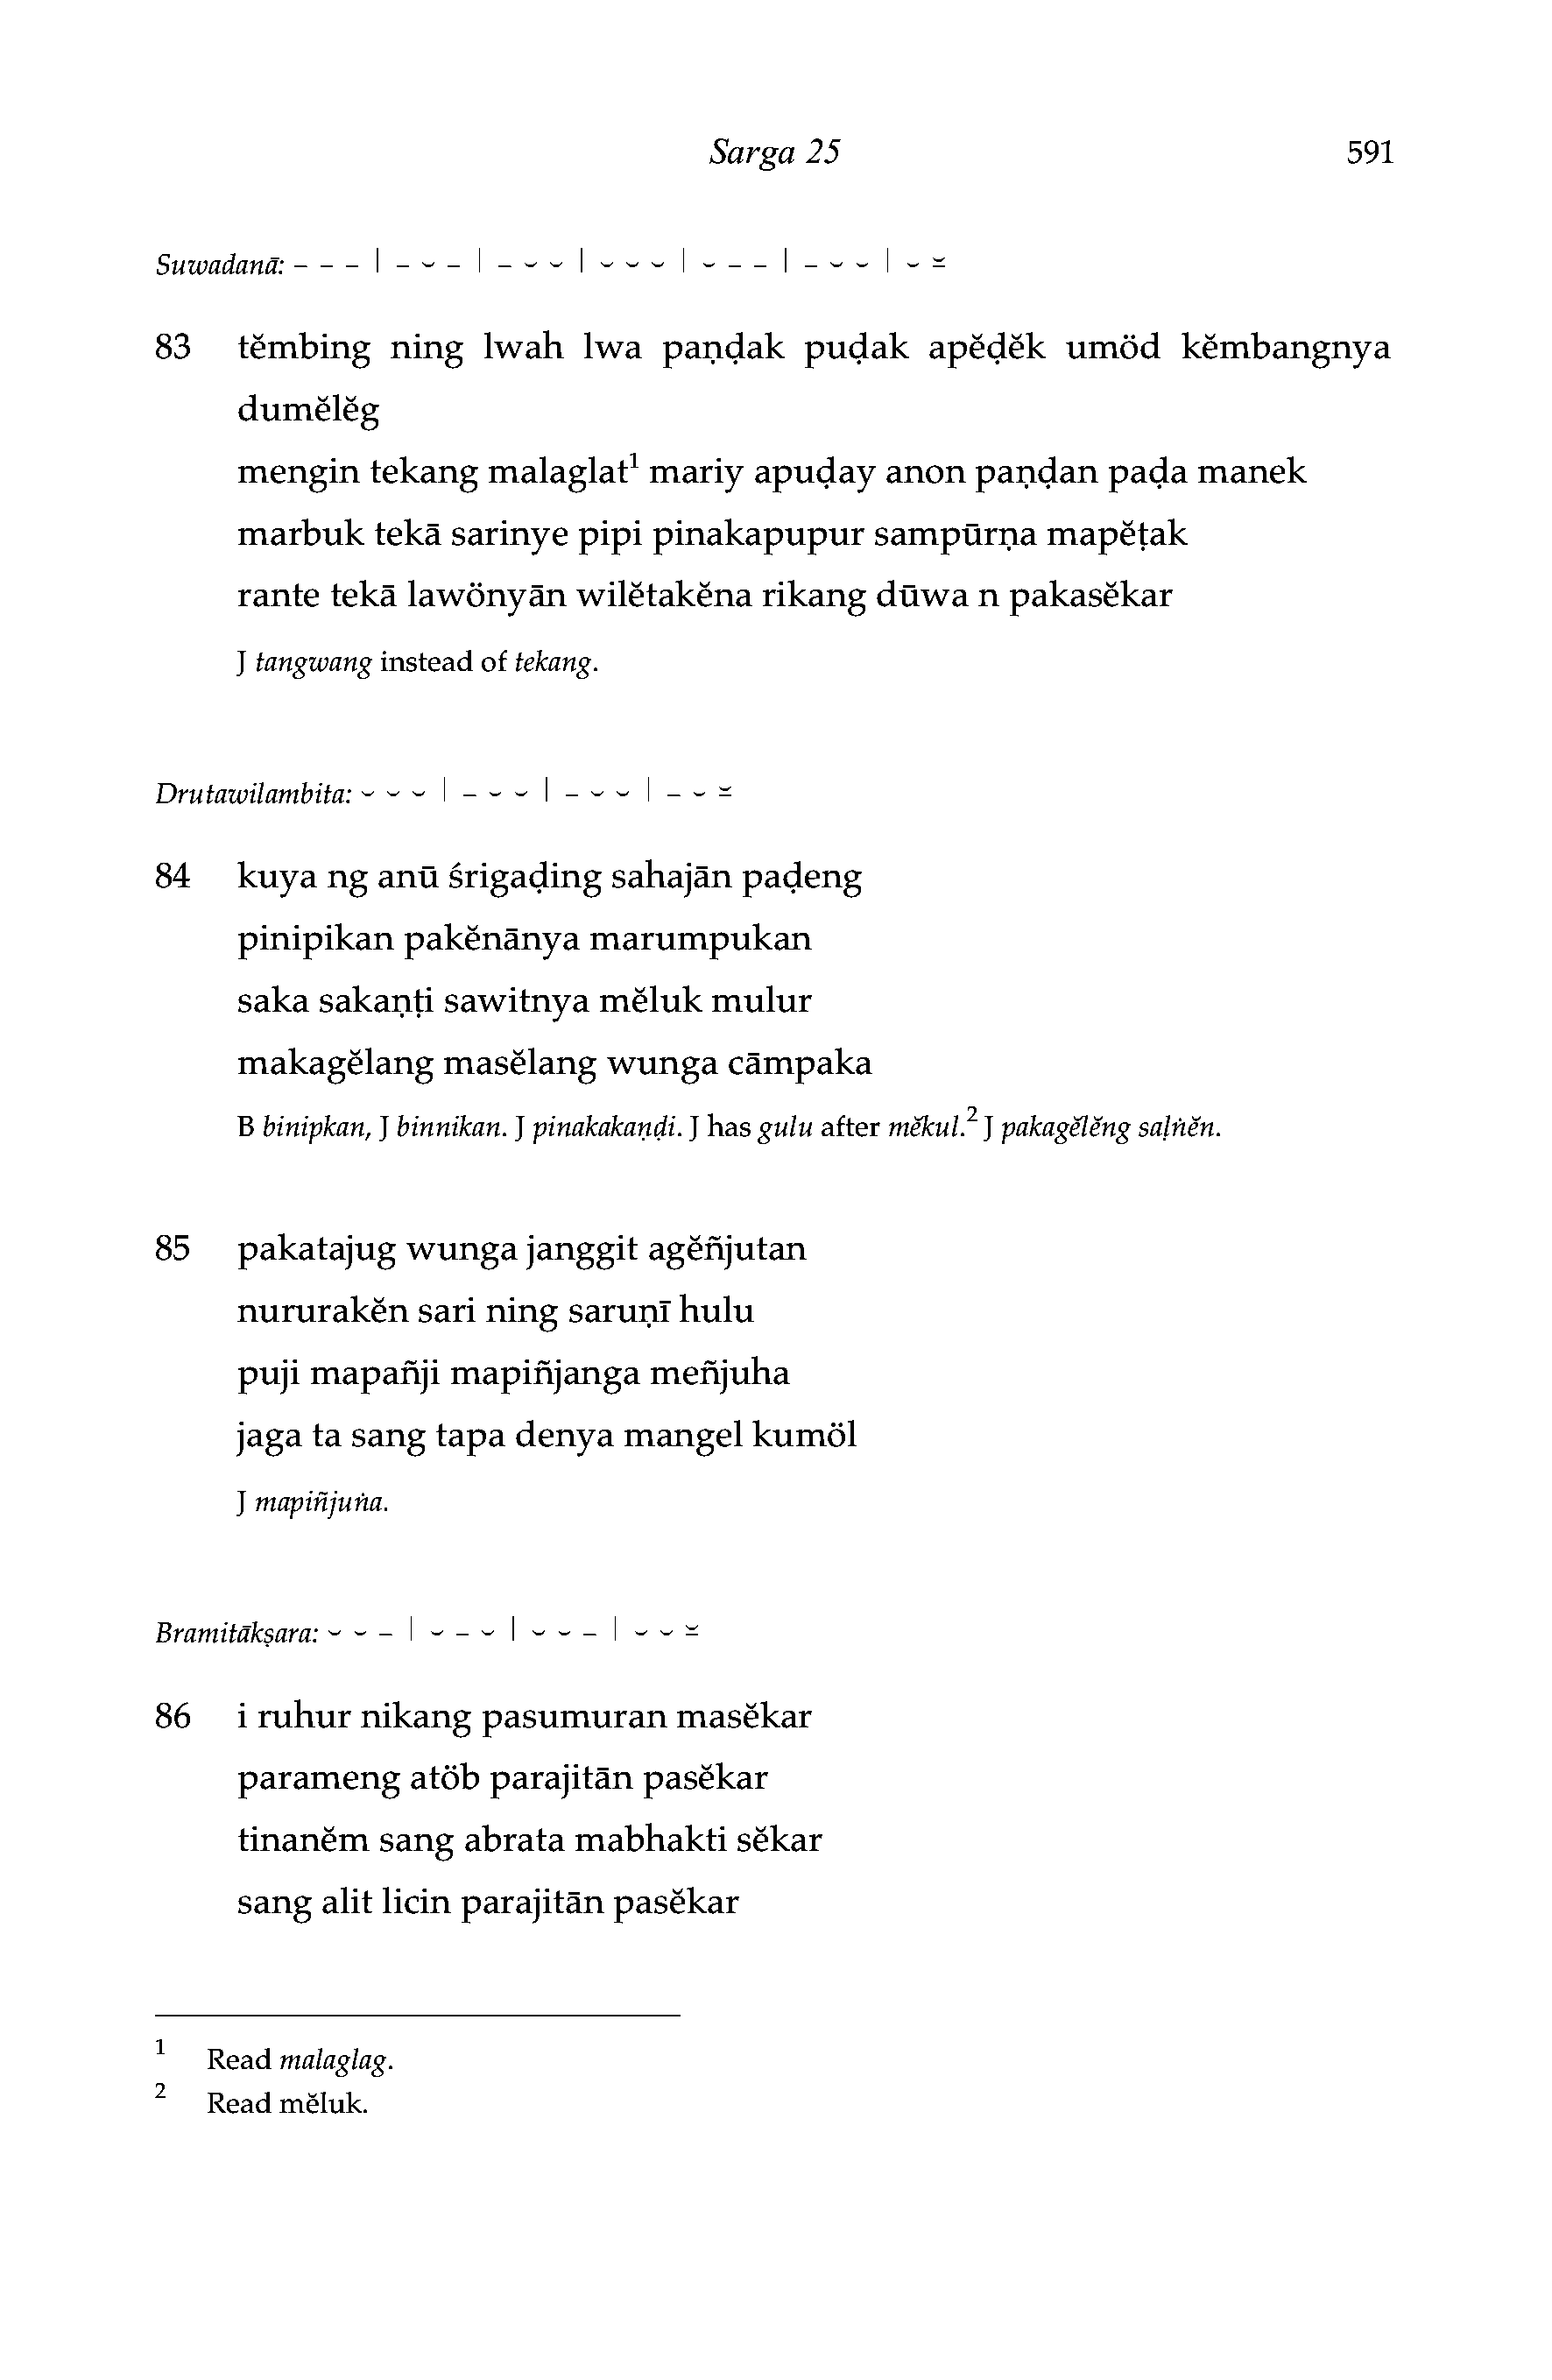 Sarga 25 591
Suwadanā: – – – | – ⏑ – | – ⏑ ⏑ | ⏑ ⏑ ⏑ | ⏑ – – | – ⏑ ⏑ | ⏑ ⏓
83 tĕmbing ning lwah lwa paṇḍak puḍak apĕḍĕk umöd kĕmbangnya
dumĕlĕg
mengin tekang malaglat¹ mariy apuḍay anon paṇḍan paḍa manek
marbuk tekā sarinye pipi pinakapupur sampūrṇa mapĕṭak
rante tekā lawönyān wilĕtakĕna rikang dūwa n pakasĕkar
J tangwang instead of tekang.
Drutawilambita: ⏑ ⏑ ⏑ | – ⏑ ⏑ | – ⏑ ⏑ | – ⏑ ⏓
84 kuya ng anū śrigaḍing sahajān paḍeng
pinipikan pakĕnānya marumpukan
saka sakaṇṭi sawitnya mĕluk mulur
makagĕlang masĕlang wunga cāmpaka
B binipkan, J binnikan. J pinakakaṇḍi. J has gulu after mĕkul.² J pakagĕlĕng saḷṅĕn.
85 pakatajug wunga janggit agĕñjutan
nururakĕn sari ning saruṇī hulu
puji mapañji mapiñjanga meñjuha
jaga ta sang tapa denya mangel kumöl
J mapiñjuṅa.
Bramitākṣara: ⏑ ⏑ – | ⏑ – ⏑ | ⏑ ⏑ – | ⏑ ⏑ ⏓
86 i ruhur nikang pasumuran masĕkar
parameng atöb parajitān pasĕkar
tinanĕm sang abrata mabhakti sĕkar
sang alit licin parajitān pasĕkar
1 Read malaglag.
2 Read mĕluk.